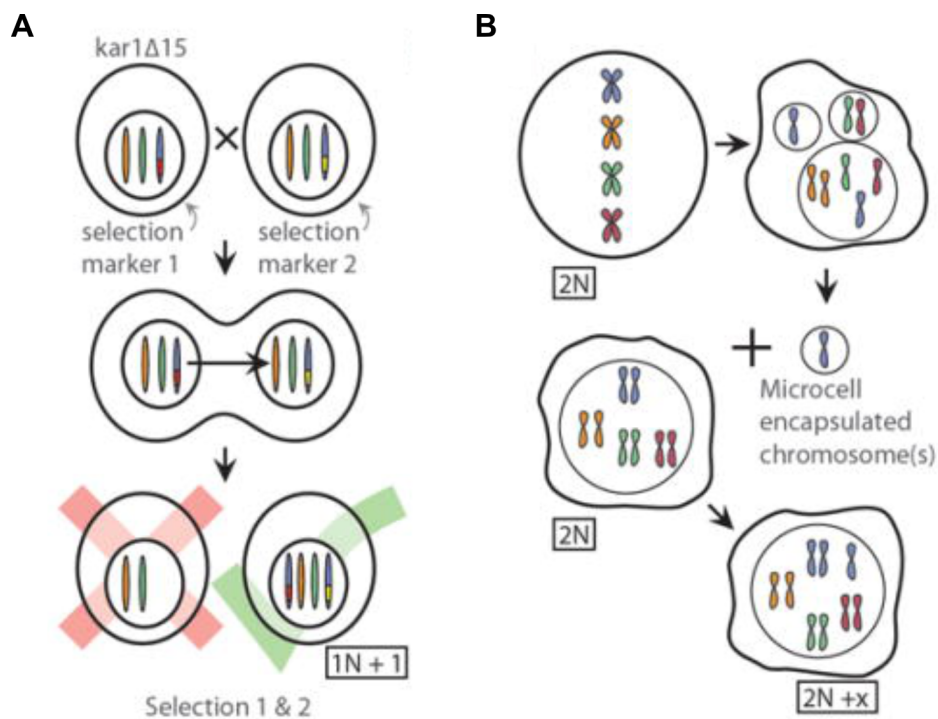 A
kar1Δ15
×
selection
marker 1
selection
marker 2
1N + 1
Selection 1 & 2
B
2N
+
Microcell
encapsulated
chromosome(s)
2N
2N +x